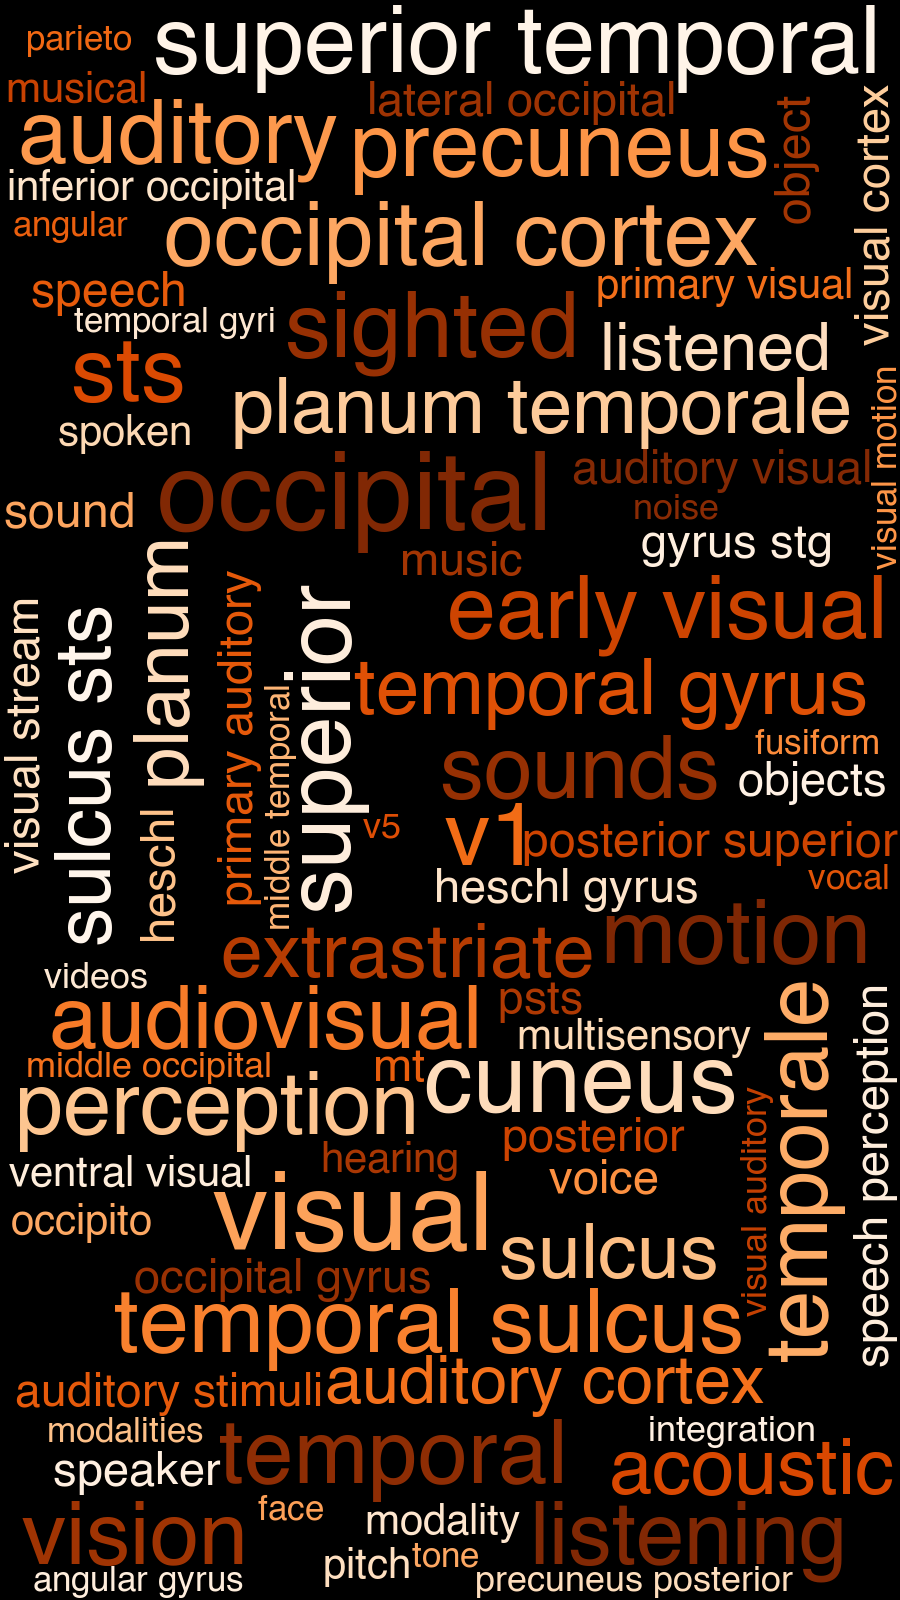 parieto
superior temporal
musical
lateral occipital
auditory
precuneus
object
visual cortex
inferior occipital
angular
occipital cortex
speech
primary visual
temporal gyri
sighted
listened
sts
planum temporale
visual motion
spoken
occipital
auditory visual
sound
noise
gyrus stg
music
planum
primary auditory
superior
early visual
visual stream
sulcus sts
temporal gyrus
middle temporal
sounds
fusiform
objects
heschl
v5
v1
posterior superior
heschl gyrus
vocal
motion
extrastriate
videos
psts
audiovisual
multisensory
temporale
speech perception
middle occipital
mt
cuneus
perception
visual auditory
posterior
hearing
ventral visual
voice
visual
occipito
sulcus
occipital gyrus
temporal sulcus
auditory stimuli
auditory cortex
modalities
temporal
integration
speaker
acoustic
vision
face
modality
listening
pitch
tone
angular gyrus
precuneus posterior